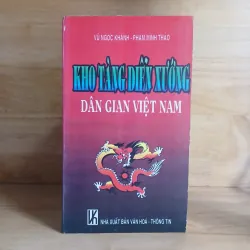 VŨ NGỌC KHÁNH - PHẠM MINH THẢO
KHO TÀNG DIỄN XƯỚNG
DÂN GIAN VIỆT NAM
NHÀ XUẤT BẢN VĂN HOÁ - THÔNG TIN